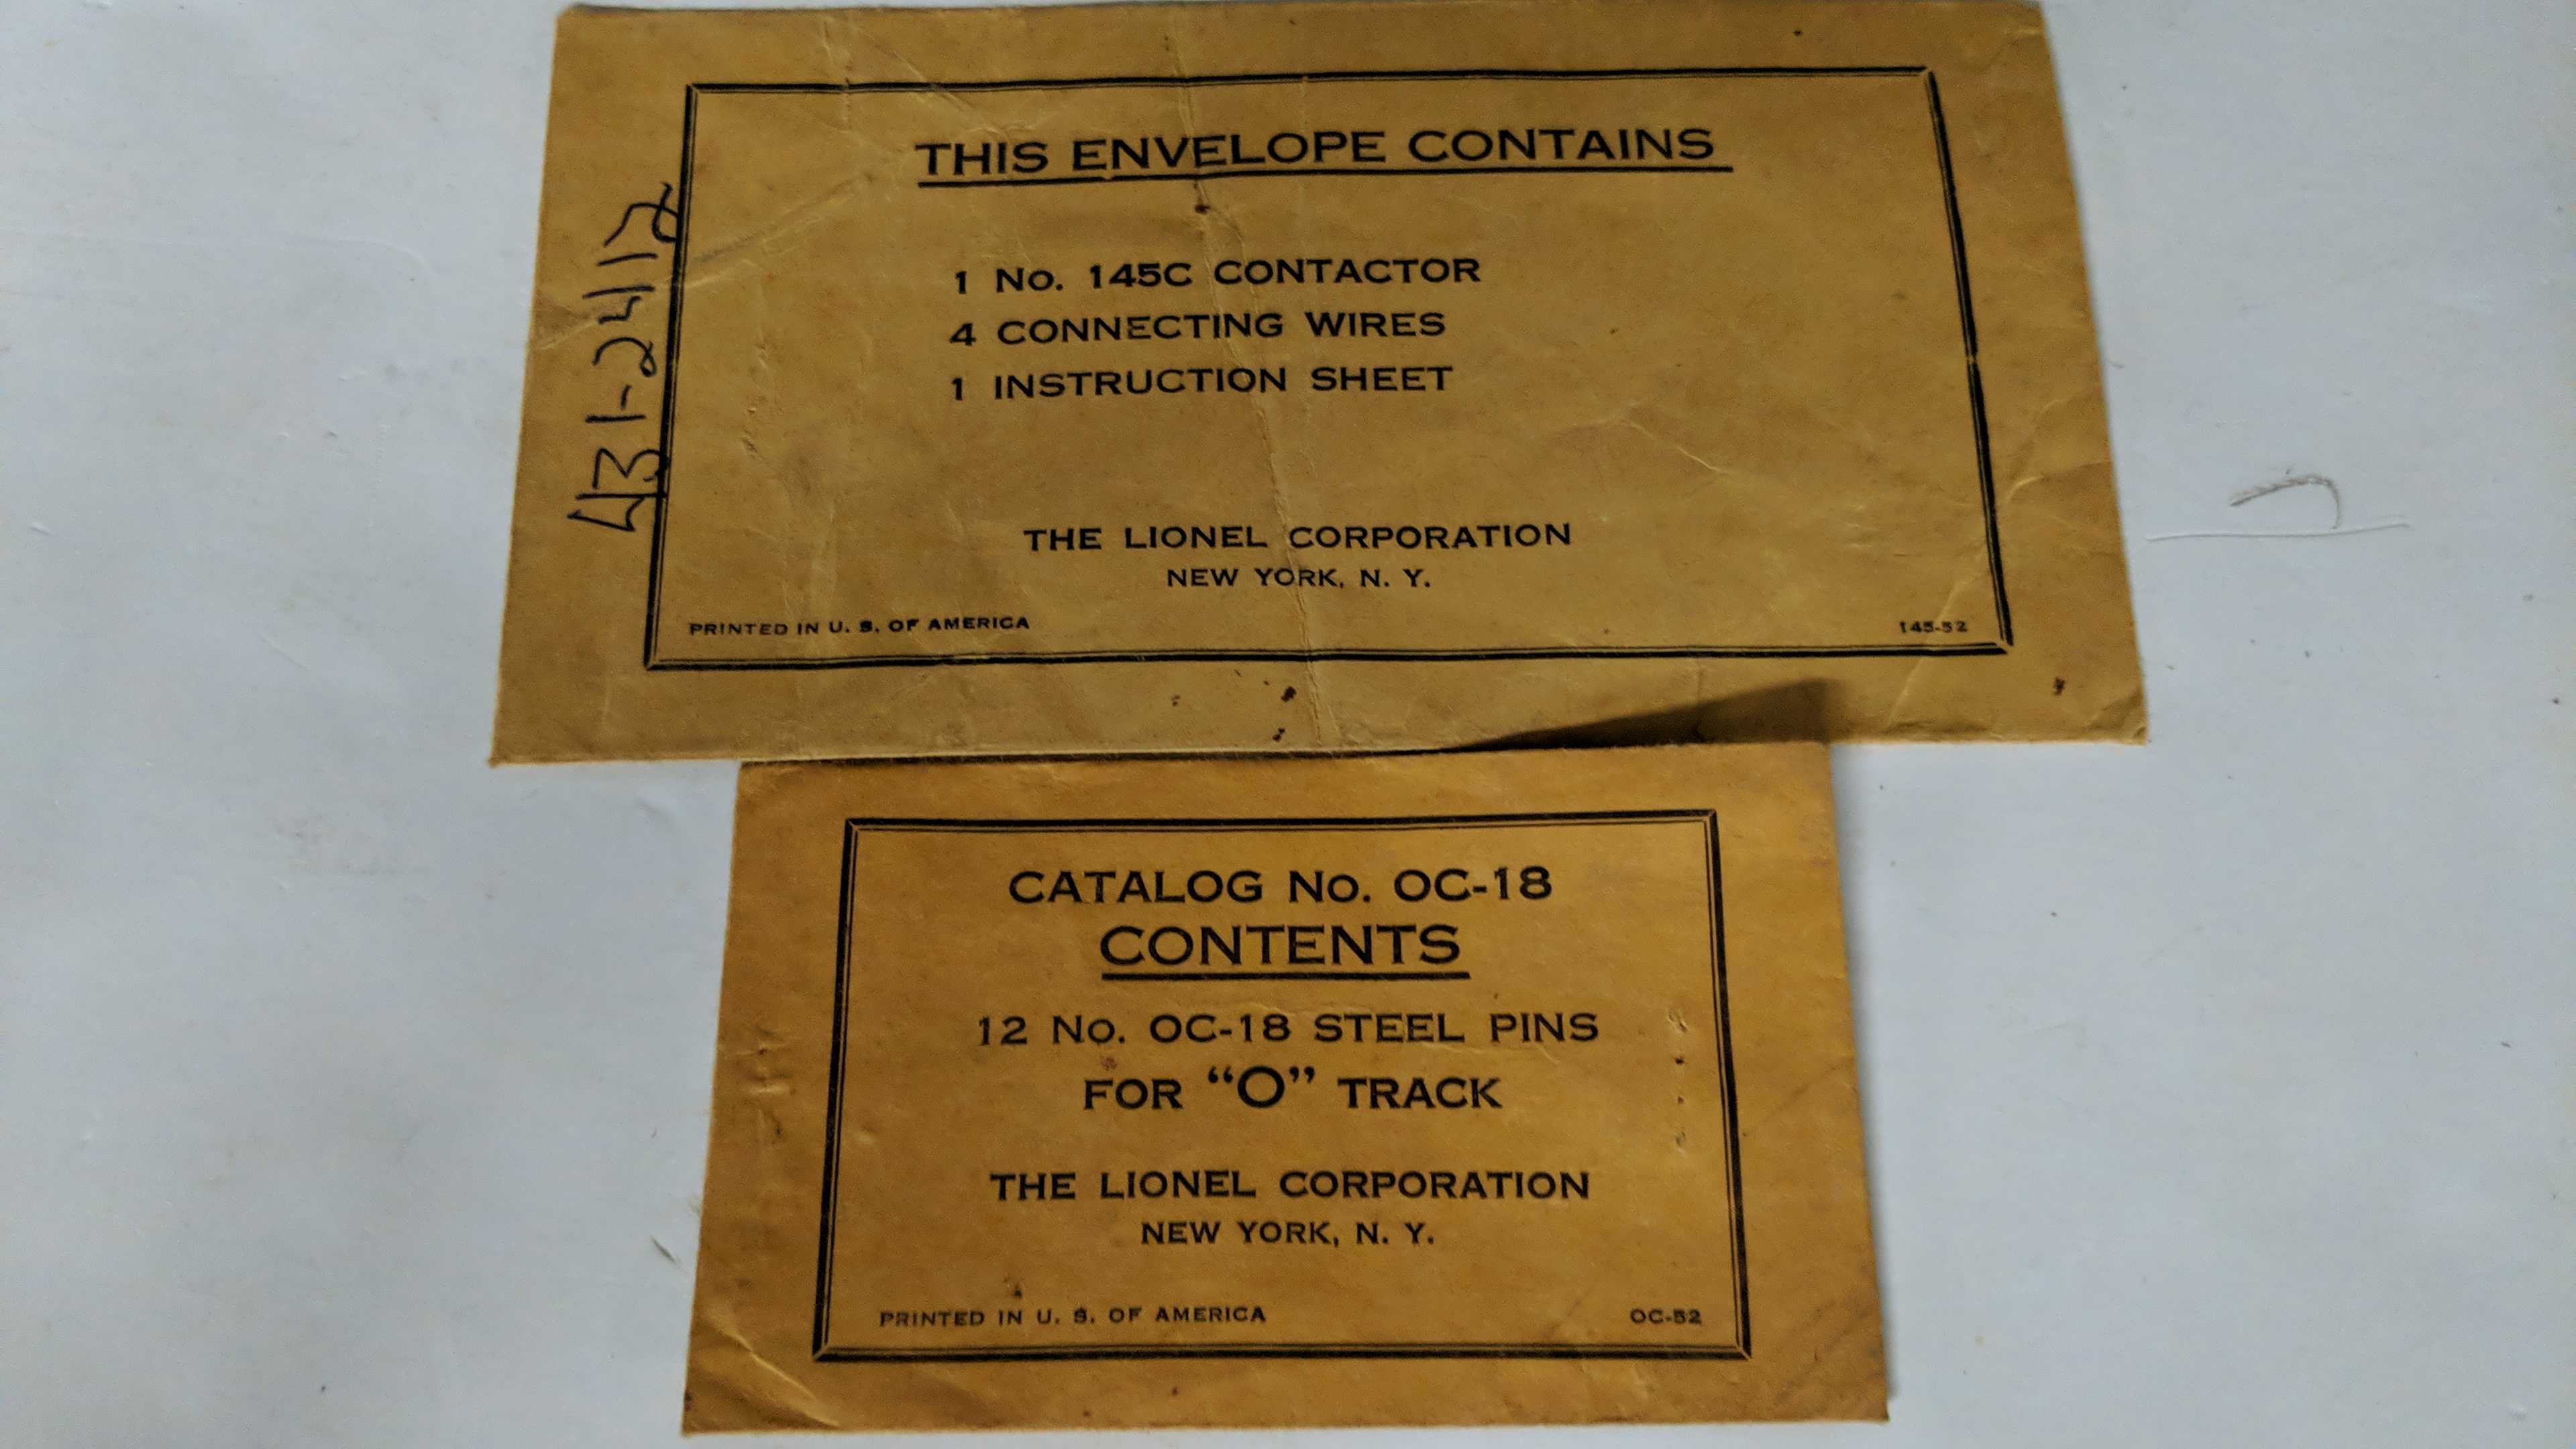 THIS ENVELOPE CONTAINS
1 No. 145C CONTACTOR
4 CONNECTING WIRES
1 INSTRUCTION SHEET
THE LIONEL CORPORATION
NEW YORK, N. Y.
PRINTED IN U. S. OF AMERICA
145-52
431-24112
CATALOG No. OC-18
CONTENTS
12 No. OC-18 STEEL PINS
FOR “O” TRACK
THE LIONEL CORPORATION
NEW YORK, N. Y.
PRINTED IN U. S. OF AMERICA
OC-52